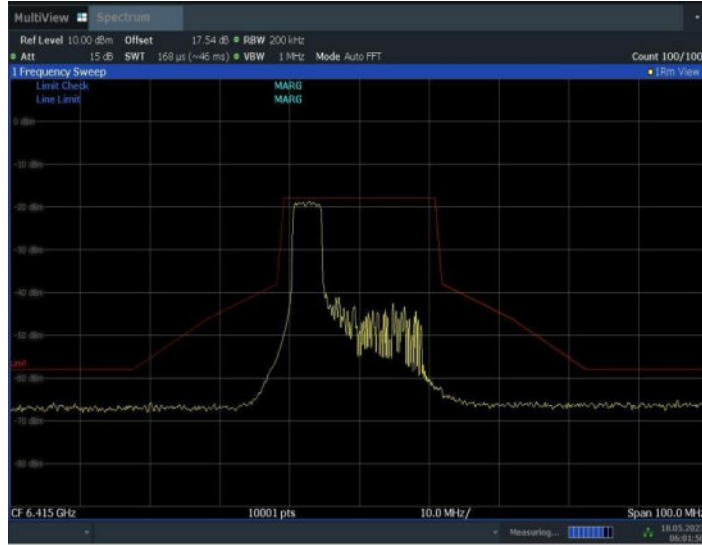 MultiView Spectrum
Ref Level 10.00 dBm Offset 17.54 dB RBW 200 kHz
Att 15 dB SWT 168 µs (~46 ms) VBW 1 MHz Mode Auto FFT Count 100/100
1 Frequency Sweep 1Rm View
Limit Check MARG
Line Limit MARG
0 dBm
-10 dBm
-20 dBm
-30 dBm
-40 dBm
-50 dBm
-60 dBm
-70 dBm
-80 dBm
CF 6.415 GHz 10001 pts 10.0 MHz/ Span 100.0 MHz
Measuring...
06:01:50